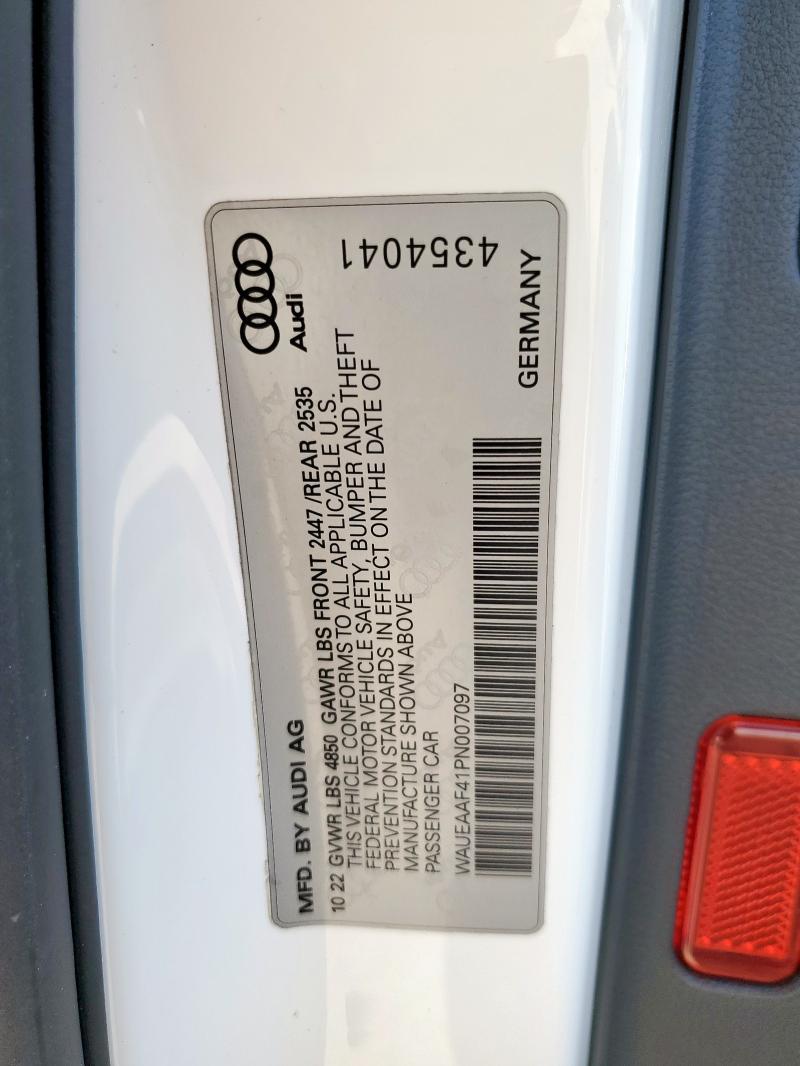 Audi
4354041
MFD. BY AUDI AG
10 22 GVWR LBS 4850 GAWR LBS FRONT 2447 /REAR 2535
THIS VEHICLE CONFORMS TO ALL APPLICABLE U.S.
FEDERAL MOTOR VEHICLE SAFETY, BUMPER AND THEFT
PREVENTION STANDARDS IN EFFECT ON THE DATE OF
MANUFACTURE SHOWN ABOVE
PASSENGER CAR
WAUEAAF41PN007097
GERMANY